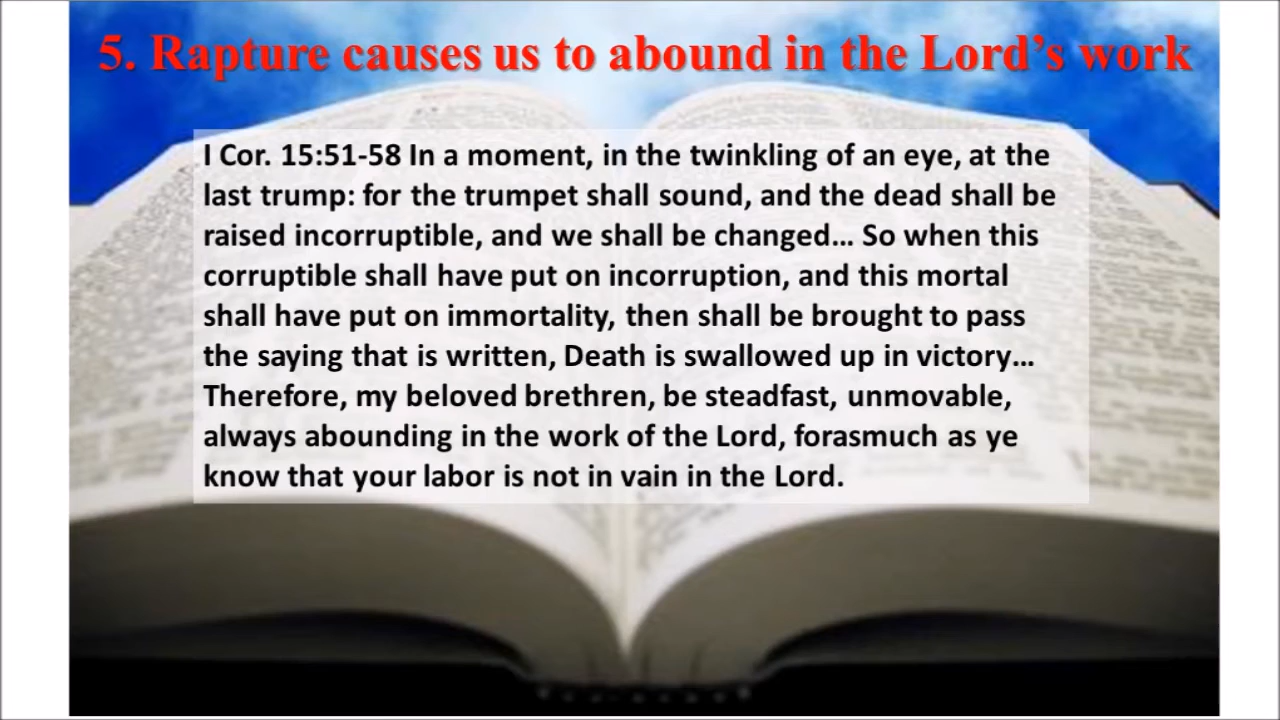 5. Rapture causes us to abound in the Lord’s work
I Cor. 15:51-58 In a moment, in the twinkling of an eye, at the
last trump: for the trumpet shall sound, and the dead shall be
raised incorruptible, and we shall be changed… So when this
corruptible shall have put on incorruption, and this mortal
shall have put on immortality, then shall be brought to pass
the saying that is written, Death is swallowed up in victory…
Therefore, my beloved brethren, be steadfast, unmovable,
always abounding in the work of the Lord, forasmuch as ye
know that your labor is not in vain in the Lord.